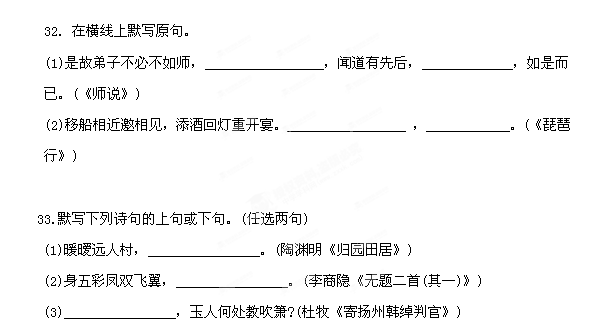 32. 在横线上默写原句。
(1)是故弟子不必不如师，________________，闻道有先后，____________，如是而
已。(《师说》)
(2)移船相近邀相见，添酒回灯重开宴。________________，___________。(《琵琶
行》)
33.默写下列诗句的上句或下句。(任选两句)
(1)暖暧远人村，_______________。(陶渊明《归园田居》)
(2)身五彩凤双飞翼，_______________。(李商隐《无题二首(其一)》)
(3)_______________，玉人何处教吹箫?(杜牧《寄扬州韩绰判官》)